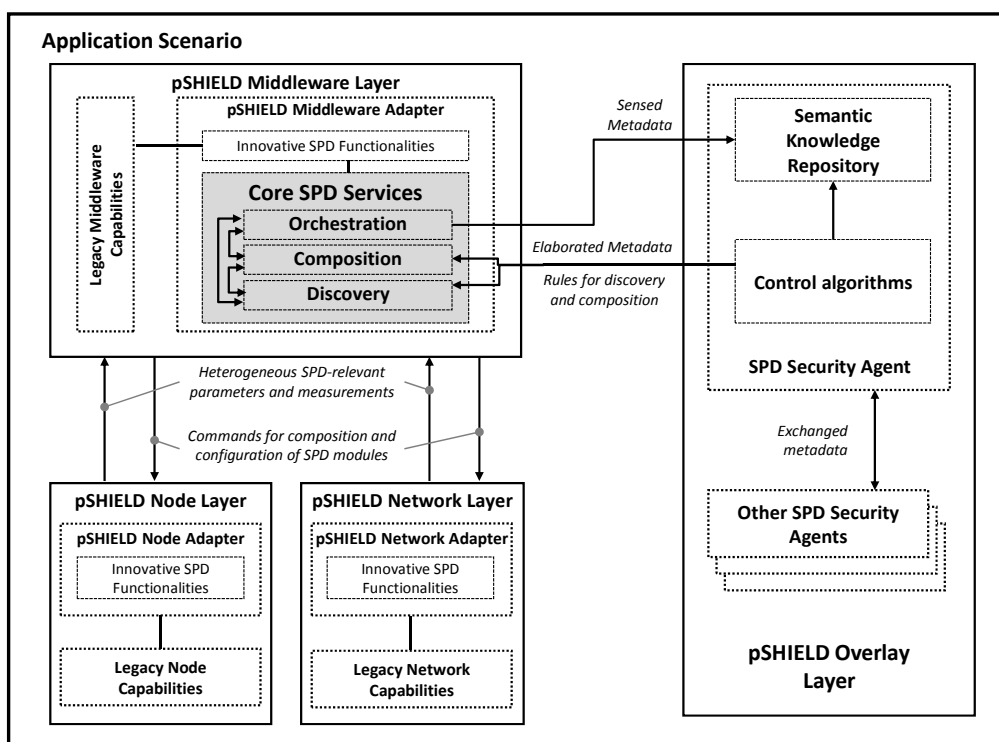 Application Scenario
pSHIELD Middleware Layer
pSHIELD Middleware Adapter
Legacy Middleware
Capabilities
Innovative SPD Functionalities
Core SPD Services
Orchestration
Composition
Discovery
Sensed
Metadata
Elaborated Metadata
Rules for discovery
and composition
Semantic
Knowledge
Repository
Control algorithms
SPD Security Agent
Exchanged
metadata
Other SPD Security
Agents
pSHIELD Overlay
Layer
Heterogeneous SPD-relevant
parameters and measurements
Commands for composition and
configuration of SPD modules
pSHIELD Node Layer
pSHIELD Node Adapter
Innovative SPD
Functionalities
Legacy Node
Capabilities
pSHIELD Network Layer
pSHIELD Network Adapter
Innovative SPD
Functionalities
Legacy Network
Capabilities